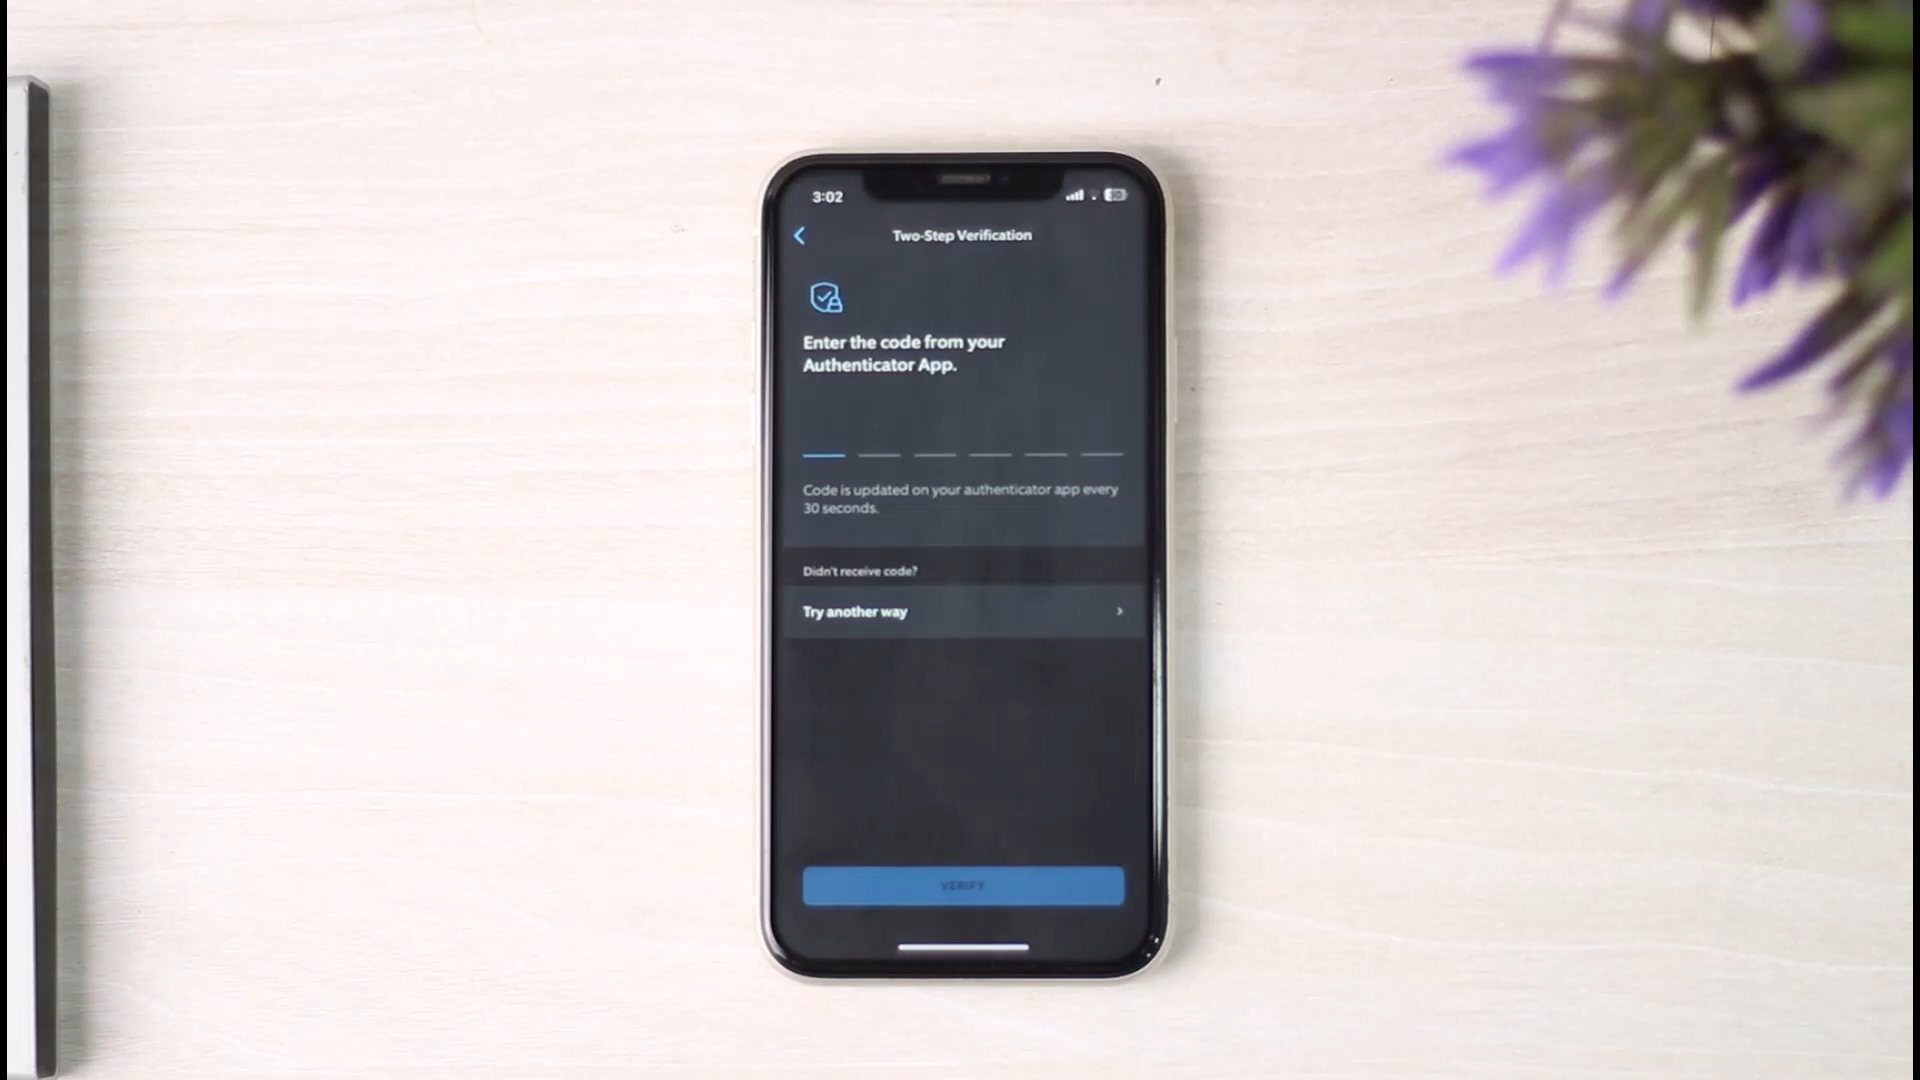 3:02
Two-Step Verification
Enter the code from your
Authenticator App.
Code is updated on your authenticator app every
30 seconds.
Didn't receive code?
Try another way
VERIFY